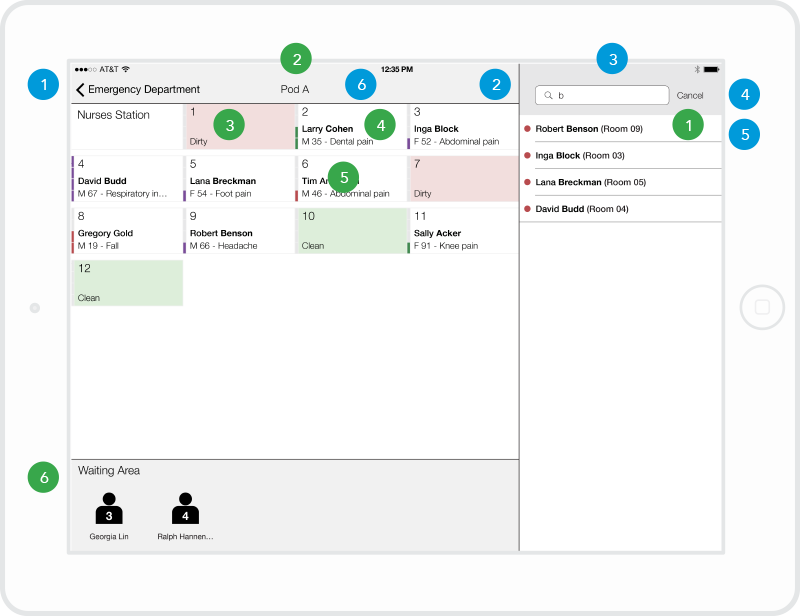 2
3
AT&T 12:35 PM
1
Emergency Department
Pod A
6
2
4
b
Cancel
Nurses Station
1
3
Dirty
2
4
Larry Cohen
M 35 - Dental pain
3
Inga Block
F 52 - Abdominal pain
1
5
Robert Benson (Room 09)
Inga Block (Room 03)
Lana Breckman (Room 05)
David Budd (Room 04)
4
David Budd
M 67 - Respiratory in…
5
Lana Breckman
F 54 - Foot pain
6
5
Tim
M 46 - Abdominal pain
7
Dirty
8
Gregory Gold
M 19 - Fall
9
Robert Benson
M 66 - Headache
10
Clean
11
Sally Acker
F 91 - Knee pain
12
Clean
6
Waiting Area
3
Georgia Lin
4
Ralph Hannen…